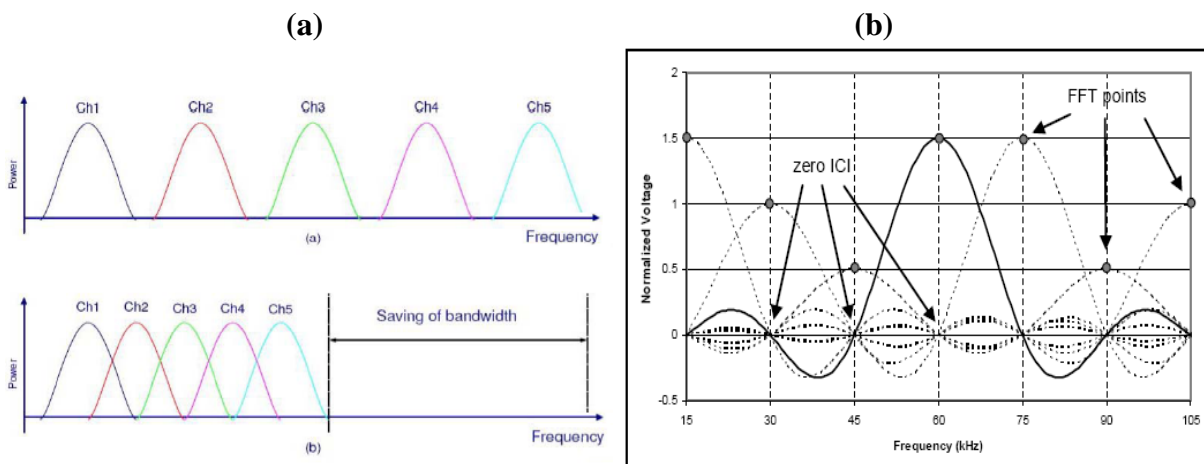 (a)
Ch1 Ch2 Ch3 Ch4 Ch5
Power
(a)
Frequency
Ch1 Ch2 Ch3 Ch4 Ch5
Saving of bandwidth
Power
(b)
Frequency
(b)
2
1.5
1
0.5
0
-0.5
Normalized Voltage
FFT points
zero ICI
15 30 45 60 75 90 105
Frequency (kHz)